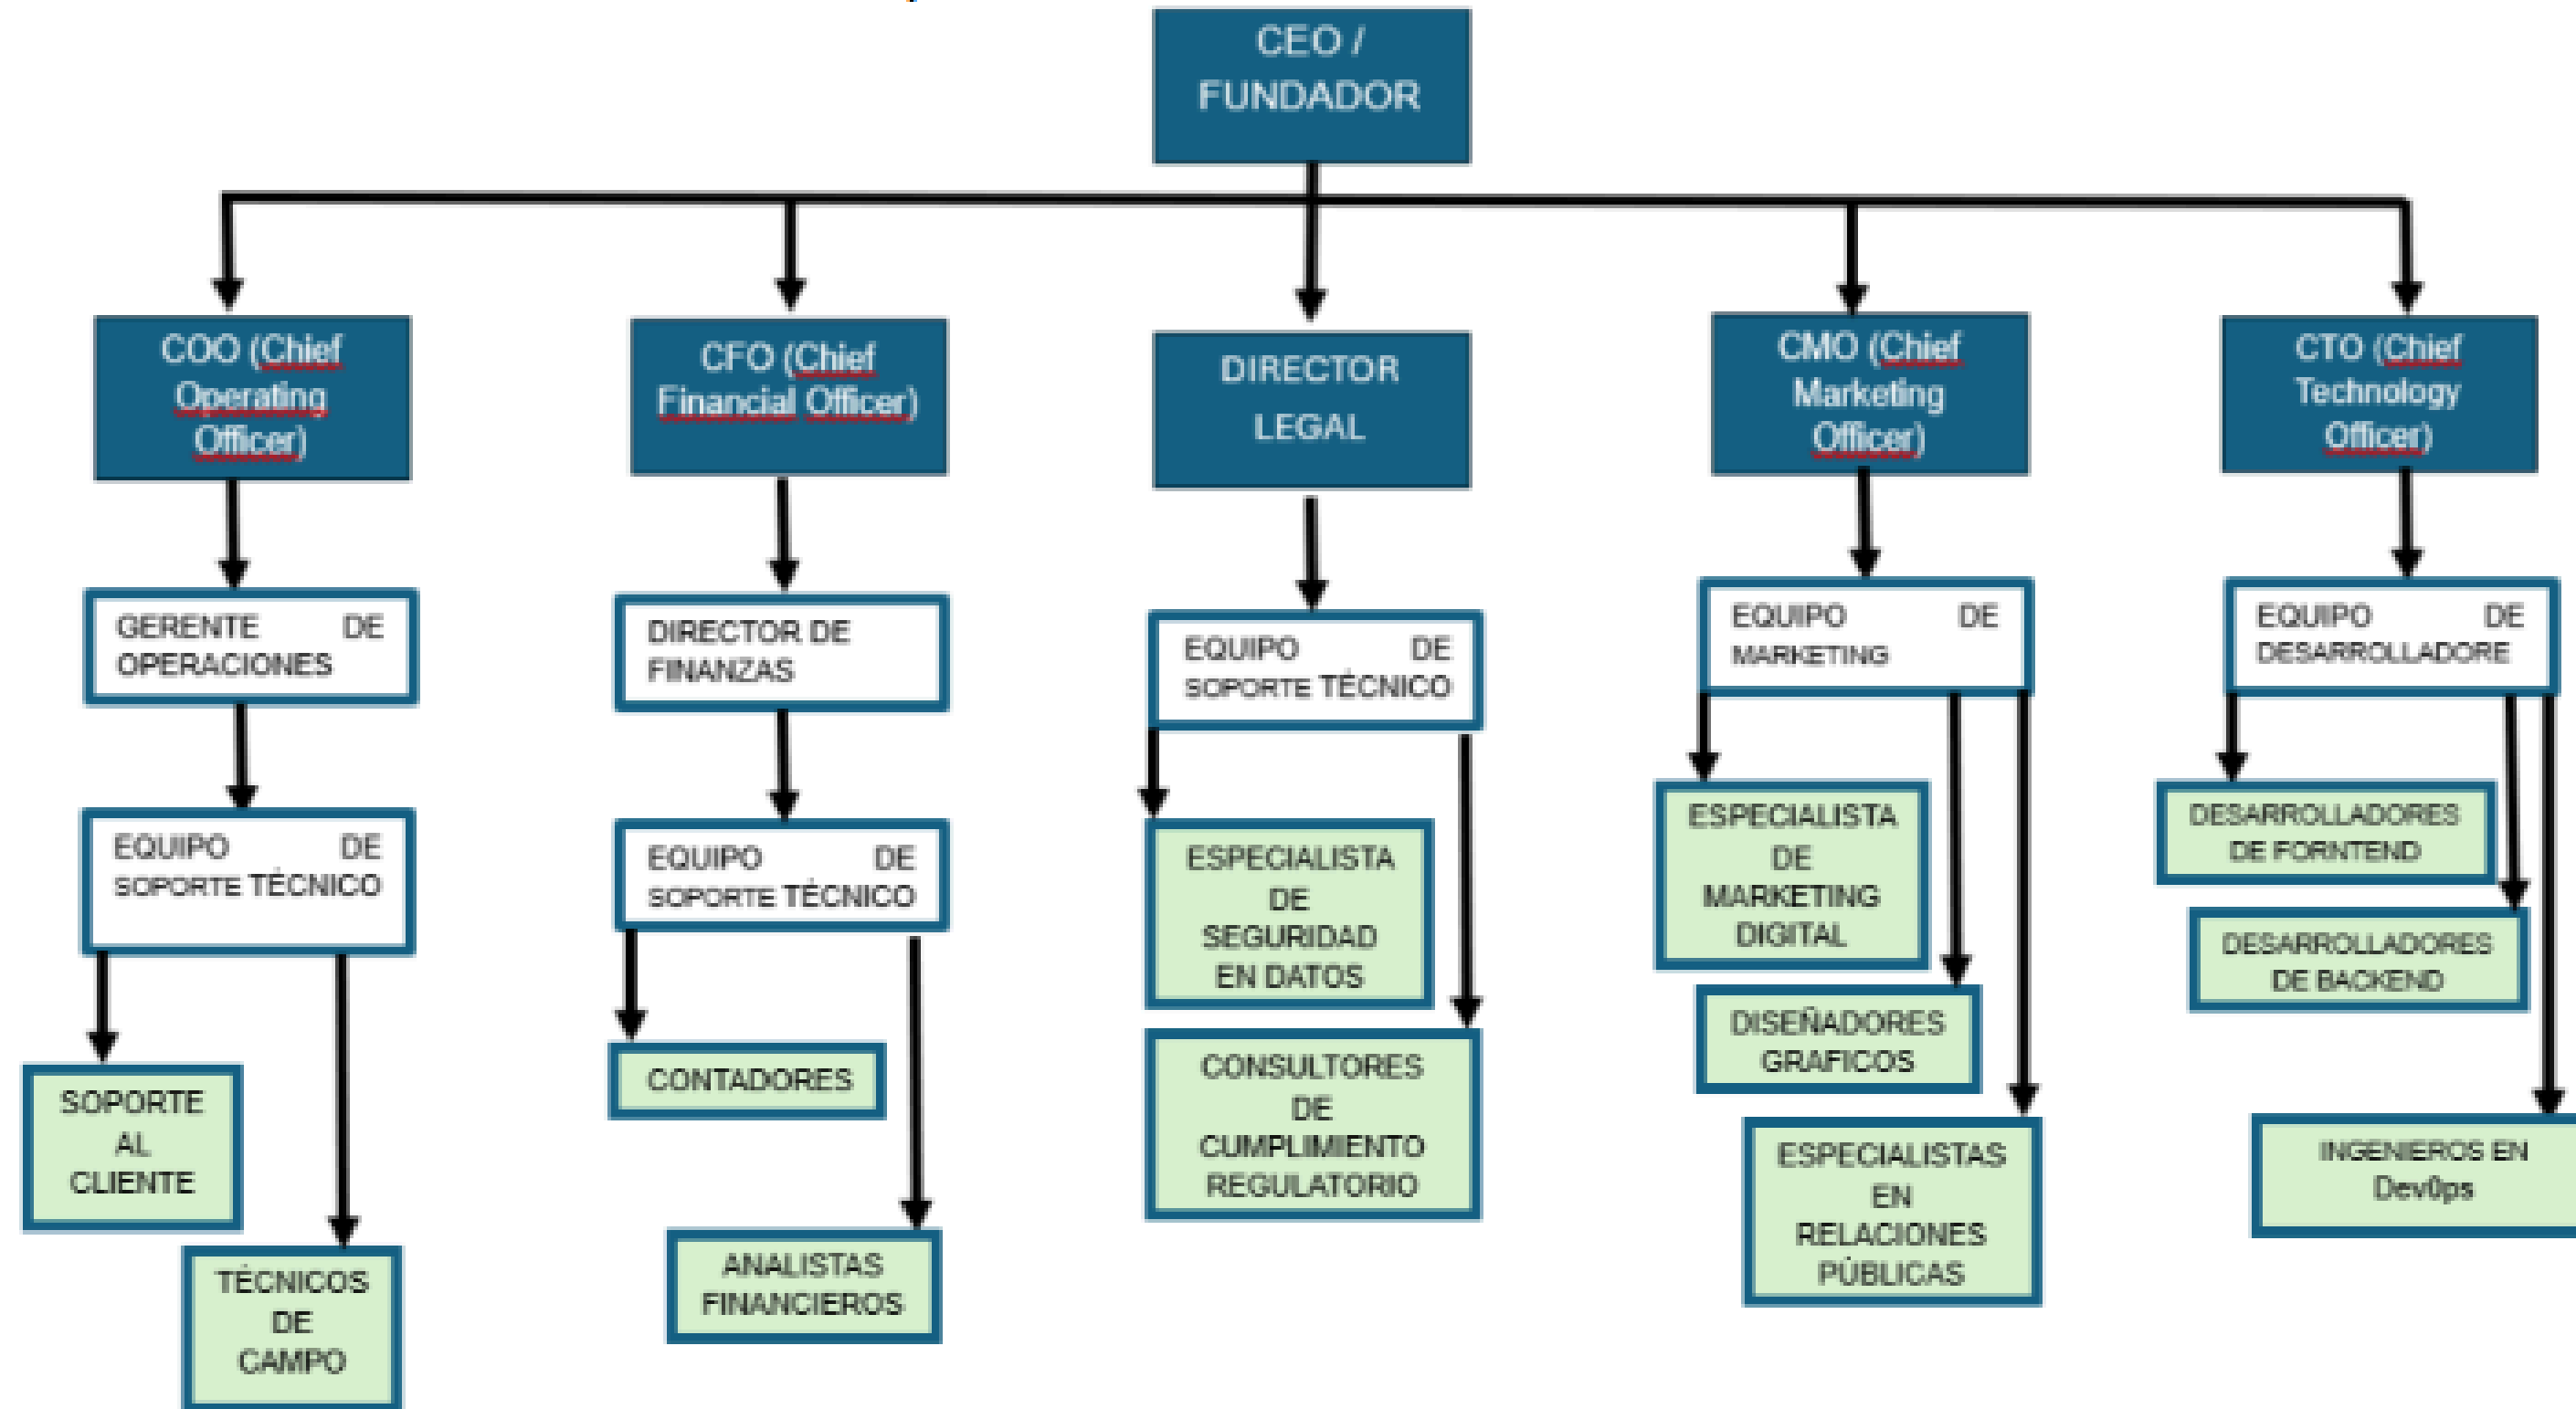 CEO /
FUNDADOR
COO (Chief
Operating
Officer)
CFO (Chief
Financial Officer)
DIRECTOR
LEGAL
CMO (Chief
Marketing
Officer)
CTO (Chief
Technology
Officer)
GERENTE DE
OPERACIONES
DIRECTOR DE
FINANZAS
EQUIPO DE
SOPORTE TÉCNICO
EQUIPO DE
MARKETING
EQUIPO DE
DESARROLLADORE
EQUIPO DE
SOPORTE TÉCNICO
EQUIPO DE
SOPORTE TÉCNICO
ESPECIALISTA
DE
SEGURIDAD
EN DATOS
ESPECIALISTA
DE
MARKETING
DIGITAL
DESARROLLADORES
DE FORNTEND
DESARROLLADORES
DE BACKEND
SOPORTE
AL
CLIENTE
CONTADORES
CONSULTORES
DE
CUMPLIMIENTO
REGULATORIO
DISEÑADORES
GRAFICOS
ESPECIALISTAS
EN
RELACIONES
PÚBLICAS
INGENIEROS EN
Dev0ps
TÉCNICOS
DE
CAMPO
ANALISTAS
FINANCIEROS